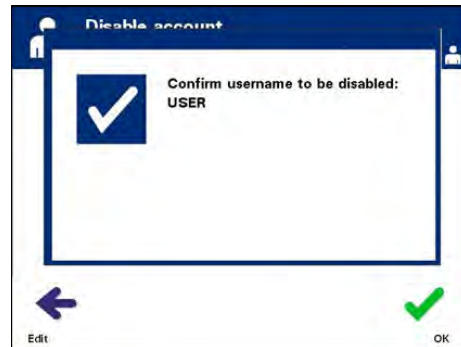 Disable account
Confirm username to be disabled:
USER
Edit
OK